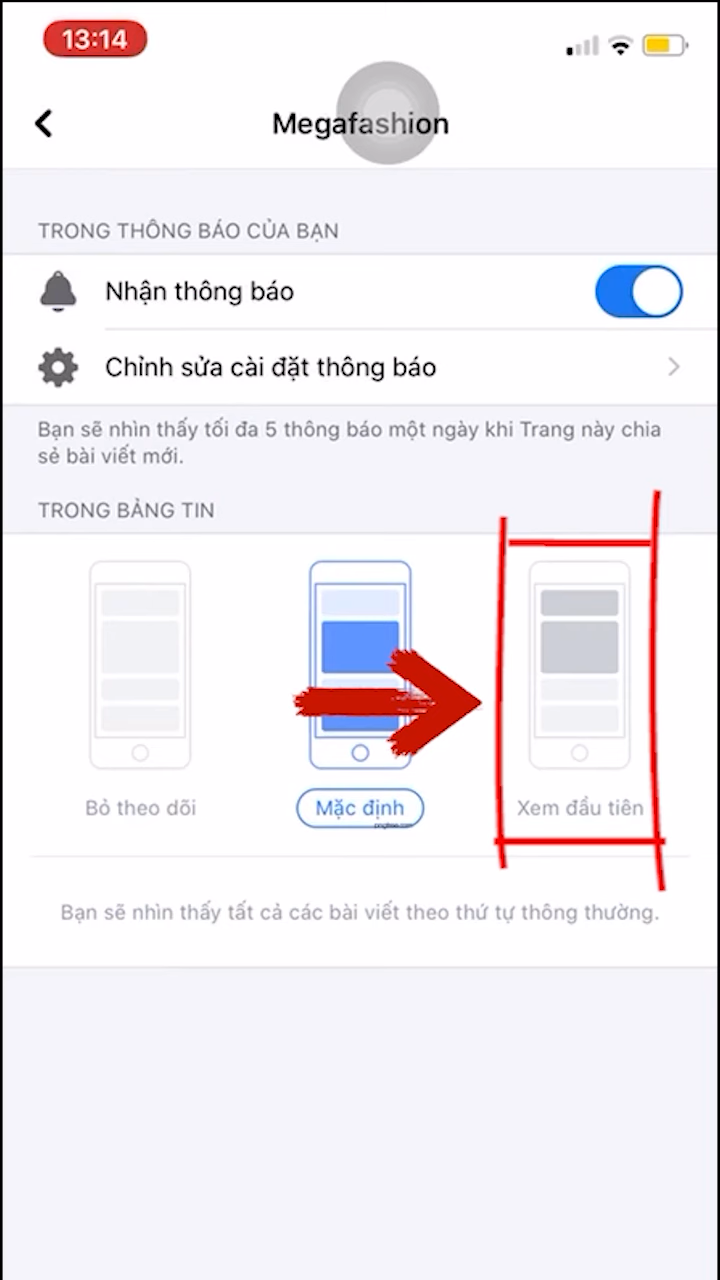 13:14
Megafashion
TRONG THÔNG BÁO CỦA BẠN
Nhận thông báo
Chỉnh sửa cài đặt thông báo
Bạn sẽ nhìn thấy tối đa 5 thông báo một ngày khi Trang này chia
sẻ bài viết mới.
TRONG BẢNG TIN
Bỏ theo dõi
Mặc định
Xem đầu tiên
Bạn sẽ nhìn thấy tất cả các bài viết theo thứ tự thông thường.